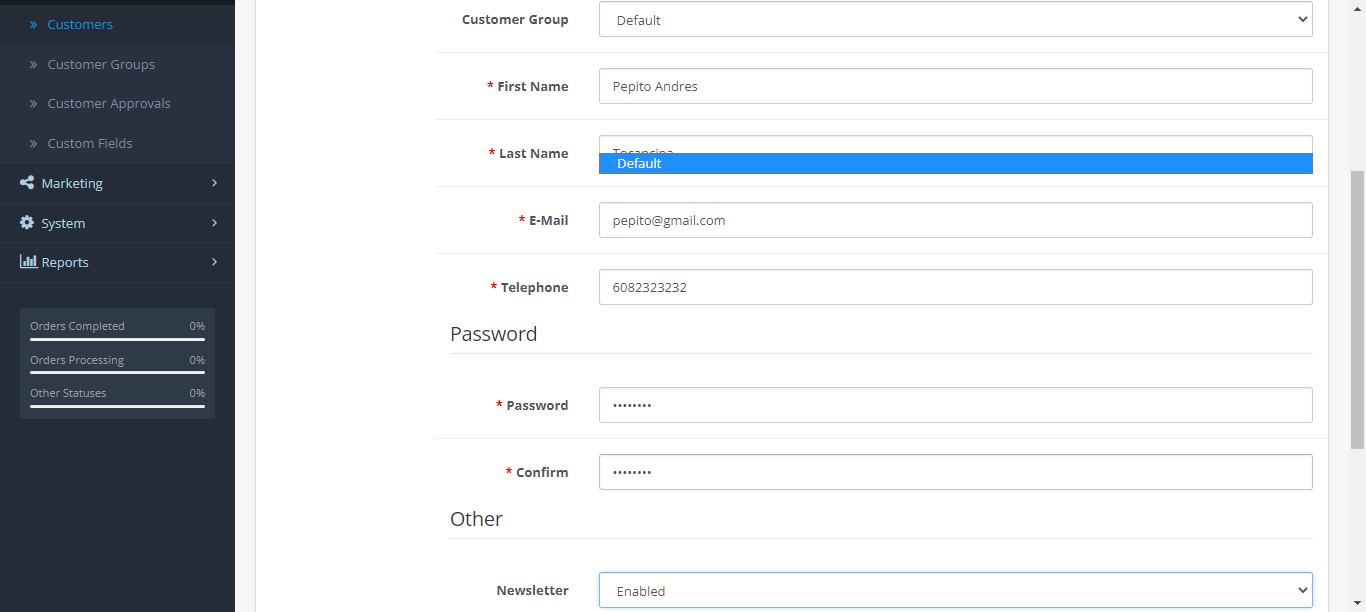 Customers
Customer Groups
Customer Approvals
Custom Fields
Marketing
System
Reports
Orders Completed 0%
Orders Processing 0%
Other Statuses 0%
Customer Group Default
* First Name Pepito Andres
* Last Name
Default
* E-Mail pepito@gmail.com
* Telephone 6082323232
Password
* Password ••••••••
* Confirm ••••••••
Other
Newsletter Enabled